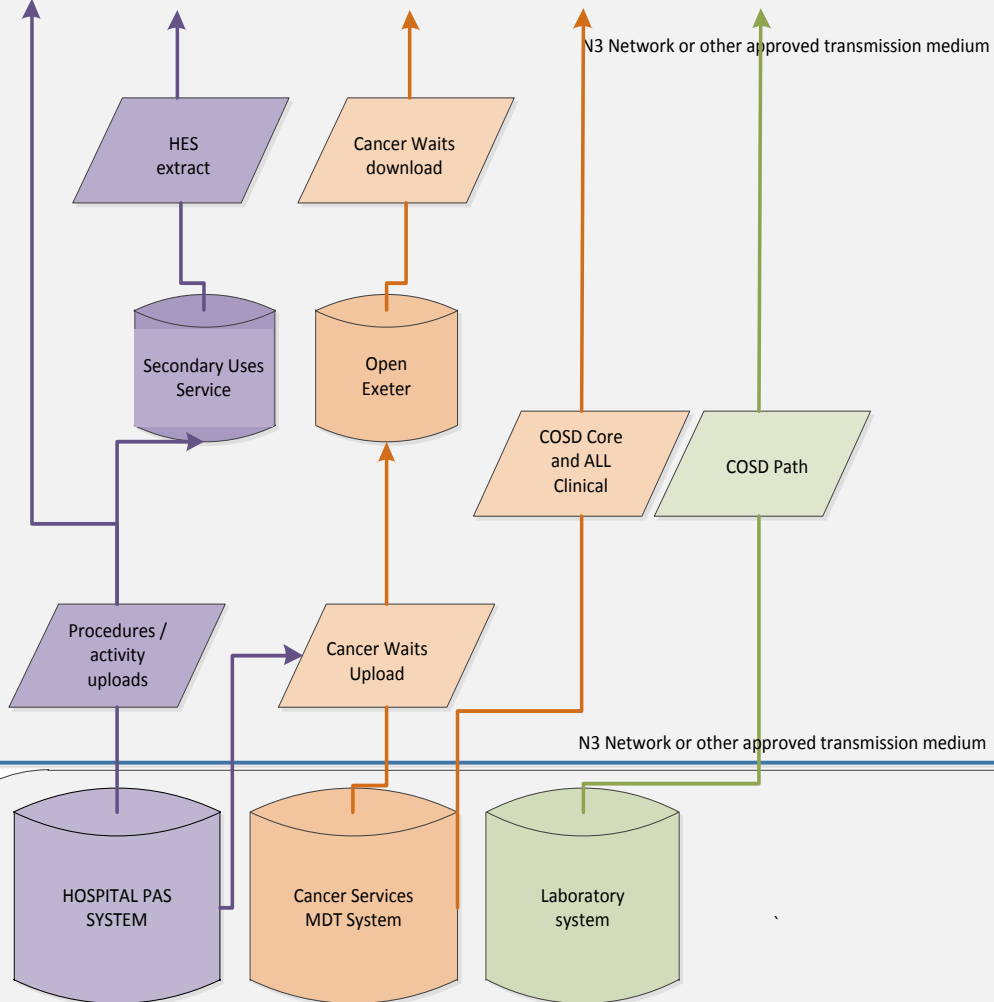 N3 Network or other approved transmission medium
HES
extract
Cancer Waits
download
Secondary Uses
Service
Open
Exeter
COSD Core
and ALL
Clinical
COSD Path
Procedures /
activity
uploads
Cancer Waits
Upload
N3 Network or other approved transmission medium
HOSPITAL PAS
SYSTEM
Cancer Services
MDT System
Laboratory
system
`